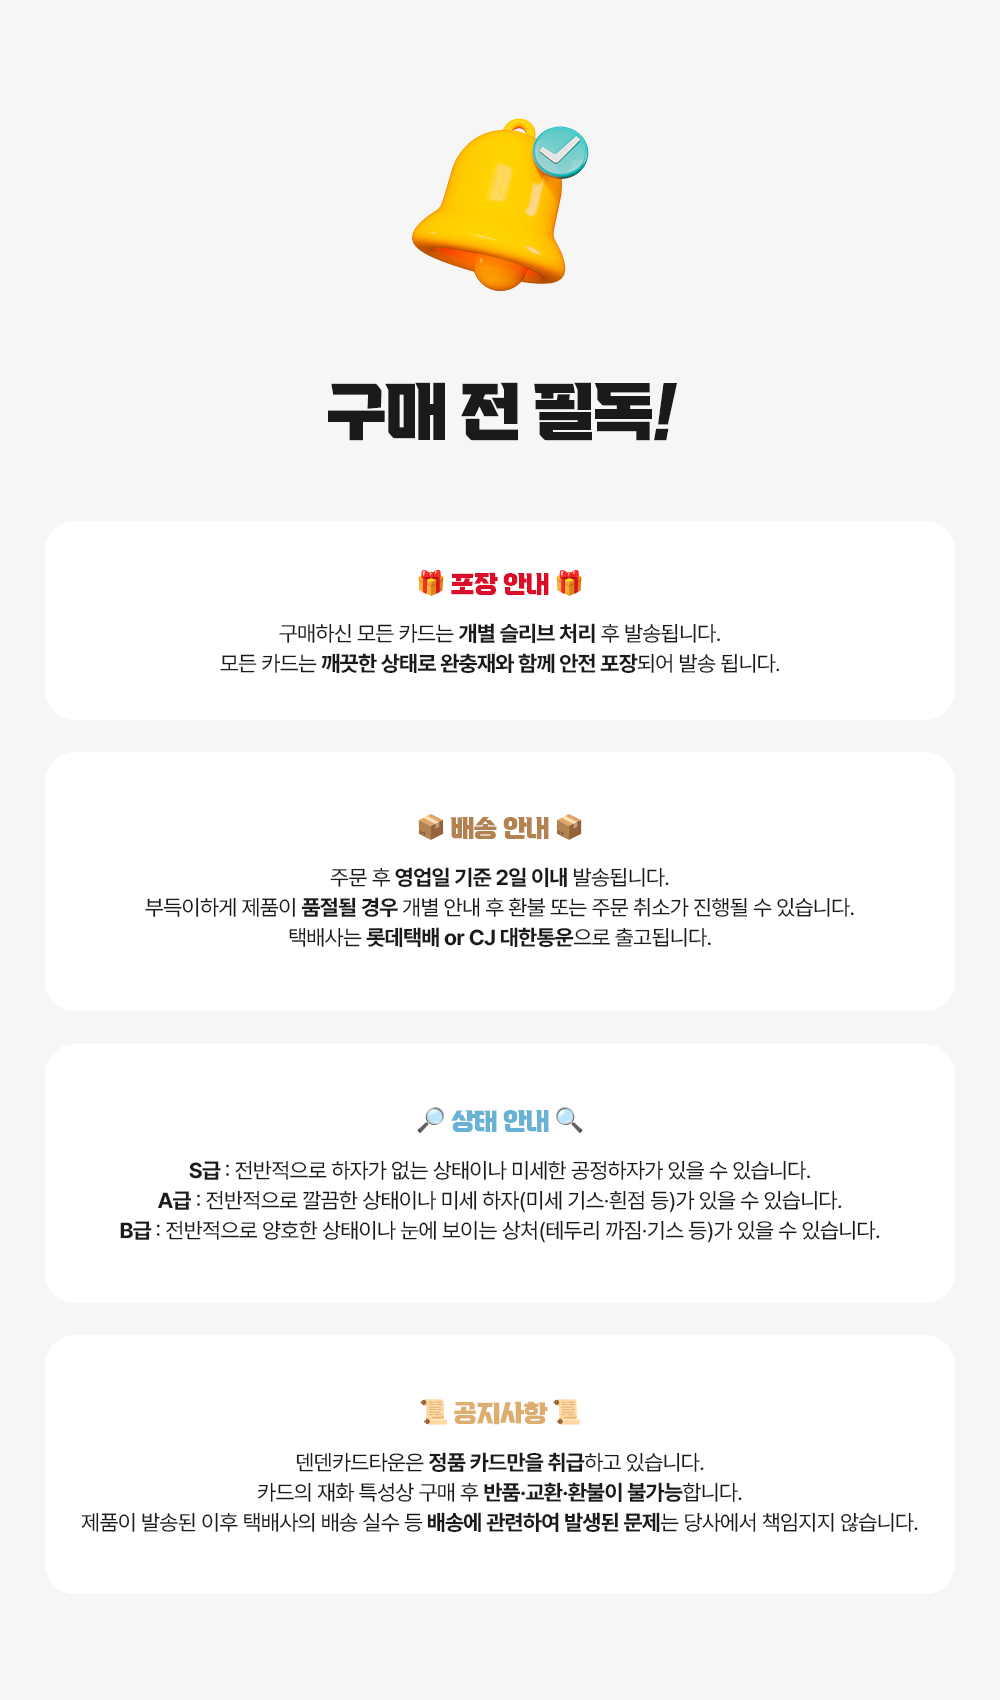 구매 전 필독!
🎁 포장 안내 🎁
구매하신 모든 카드는 개별 슬리브 처리 후 발송됩니다.
모든 카드는 깨끗한 상태로 완충재와 함께 안전 포장되어 발송 됩니다.
📦 배송 안내 📦
주문 후 영업일 기준 2일 이내 발송됩니다.
부득이하게 제품이 품절될 경우 개별 안내 후 환불 또는 주문 취소가 진행될 수 있습니다.
택배사는 롯데택배 or CJ 대한통운으로 출고됩니다.
🔎 상태 안내 🔍
S급 : 전반적으로 하자가 없는 상태이나 미세한 공정하자가 있을 수 있습니다.
A급 : 전반적으로 깔끔한 상태이나 미세 하자(미세 기스·흰점 등)가 있을 수 있습니다.
B급 : 전반적으로 양호한 상태이나 눈에 보이는 상처(테두리 까짐·기스 등)가 있을 수 있습니다.
📜 공지사항 📜
덴덴카드타운은 정품 카드만을 취급하고 있습니다.
카드의 재화 특성상 구매 후 반품·교환·환불이 불가능합니다.
제품이 발송된 이후 택배사의 배송 실수 등 배송에 관련하여 발생된 문제는 당사에서 책임지지 않습니다.